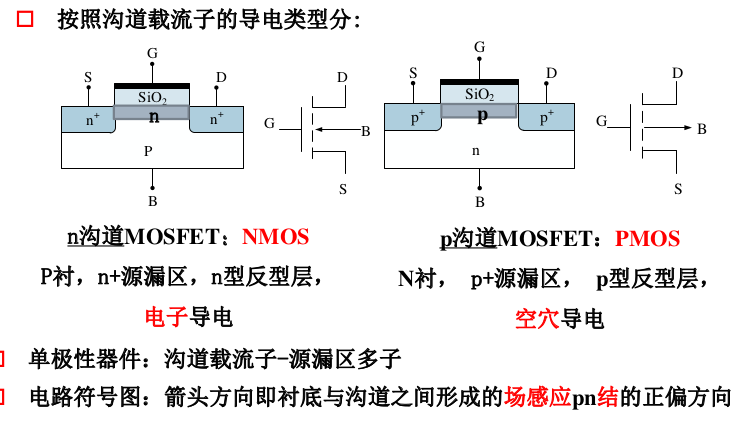 按照沟道载流子的导电类型分:
G
S
D
SiO2
n+
n
n+
P
B
D
G
B
S
G
S
D
SiO2
p+
p
p+
n
B
D
G
B
S
n沟道MOSFET：NMOS
P衬，n+源漏区，n型反型层，
电子导电
p沟道MOSFET：PMOS
N衬， p+源漏区， p型反型层，
空穴导电
单极性器件：沟道载流子-源漏区多子
电路符号图：箭头方向即衬底与沟道之间形成的场感应pn结的正偏方向